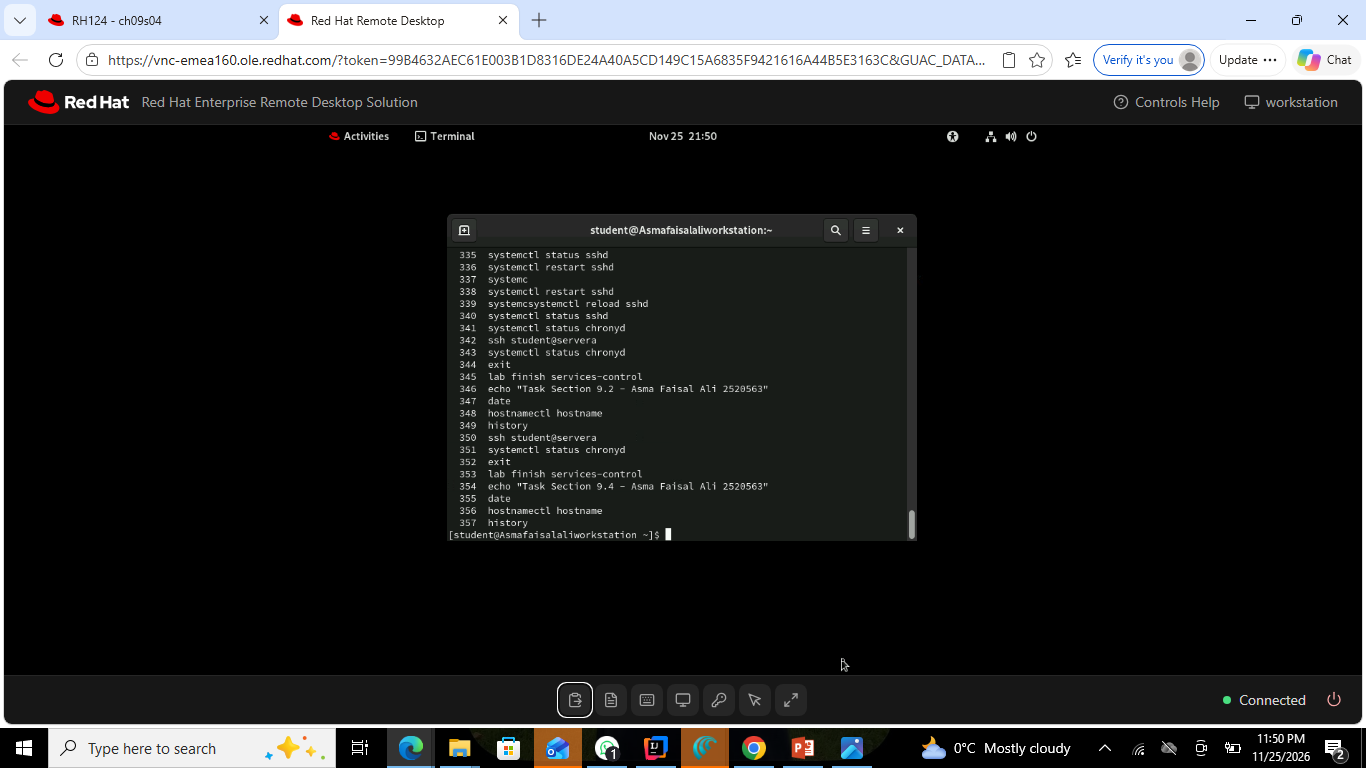 RH124 - ch09s04
Red Hat Remote Desktop
https://vnc-emea160.ole.redhat.com/?token=99B4632AEC61E003B1D8316DE24A40A5CD149C15A6835F9421616A44B5E3163C&GUAC_DATA...
Verify it's you
Update
Chat
Red Hat
Red Hat Enterprise Remote Desktop Solution
Controls Help
workstation
Activities
Terminal
Nov 25 21:50
student@Asmafaisalaliworkstation:~
335 systemctl status sshd
336 systemctl restart sshd
337 systemc
338 systemctl restart sshd
339 systemcsystemctl reload sshd
340 systemctl status sshd
341 systemctl status chronyd
342 ssh student@servera
343 systemctl status chronyd
344 exit
345 lab finish services-control
346 echo "Task Section 9.2 - Asma Faisal Ali 2520563"
347 date
348 hostnamectl hostname
349 history
350 ssh student@servera
351 systemctl status chronyd
352 exit
353 lab finish services-control
354 echo "Task Section 9.4 - Asma Faisal Ali 2520563"
355 date
356 hostnamectl hostname
357 history
[student@Asmafaisalaliworkstation ~]$
Connected
Type here to search
0°C Mostly cloudy
11:50 PM
11/25/2026
2